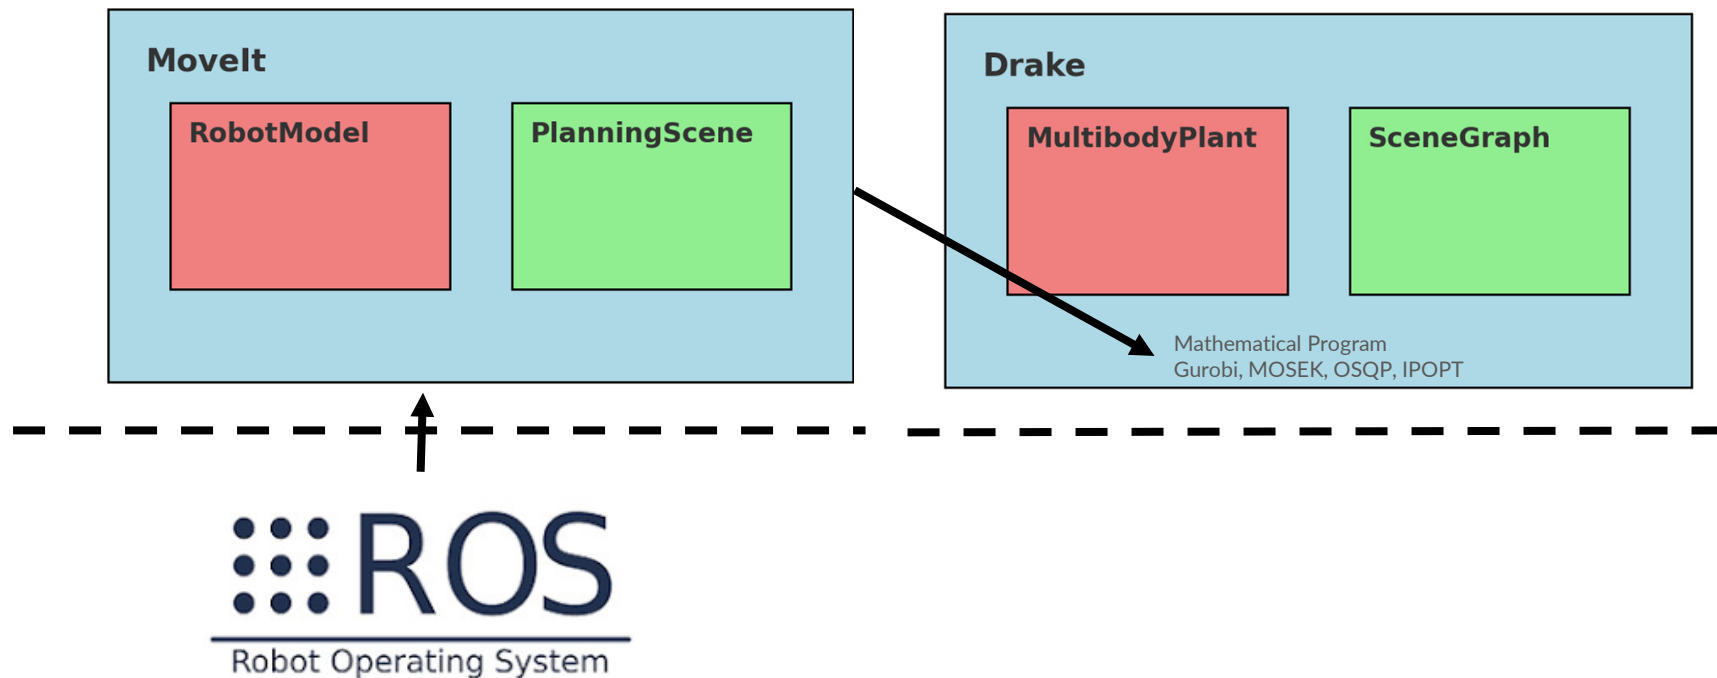 MoveIt
RobotModel
PlanningScene
Drake
MultibodyPlant
SceneGraph
Mathematical Program
Gurobi, MOSEK, OSQP, IPOPT
ROS
Robot Operating System